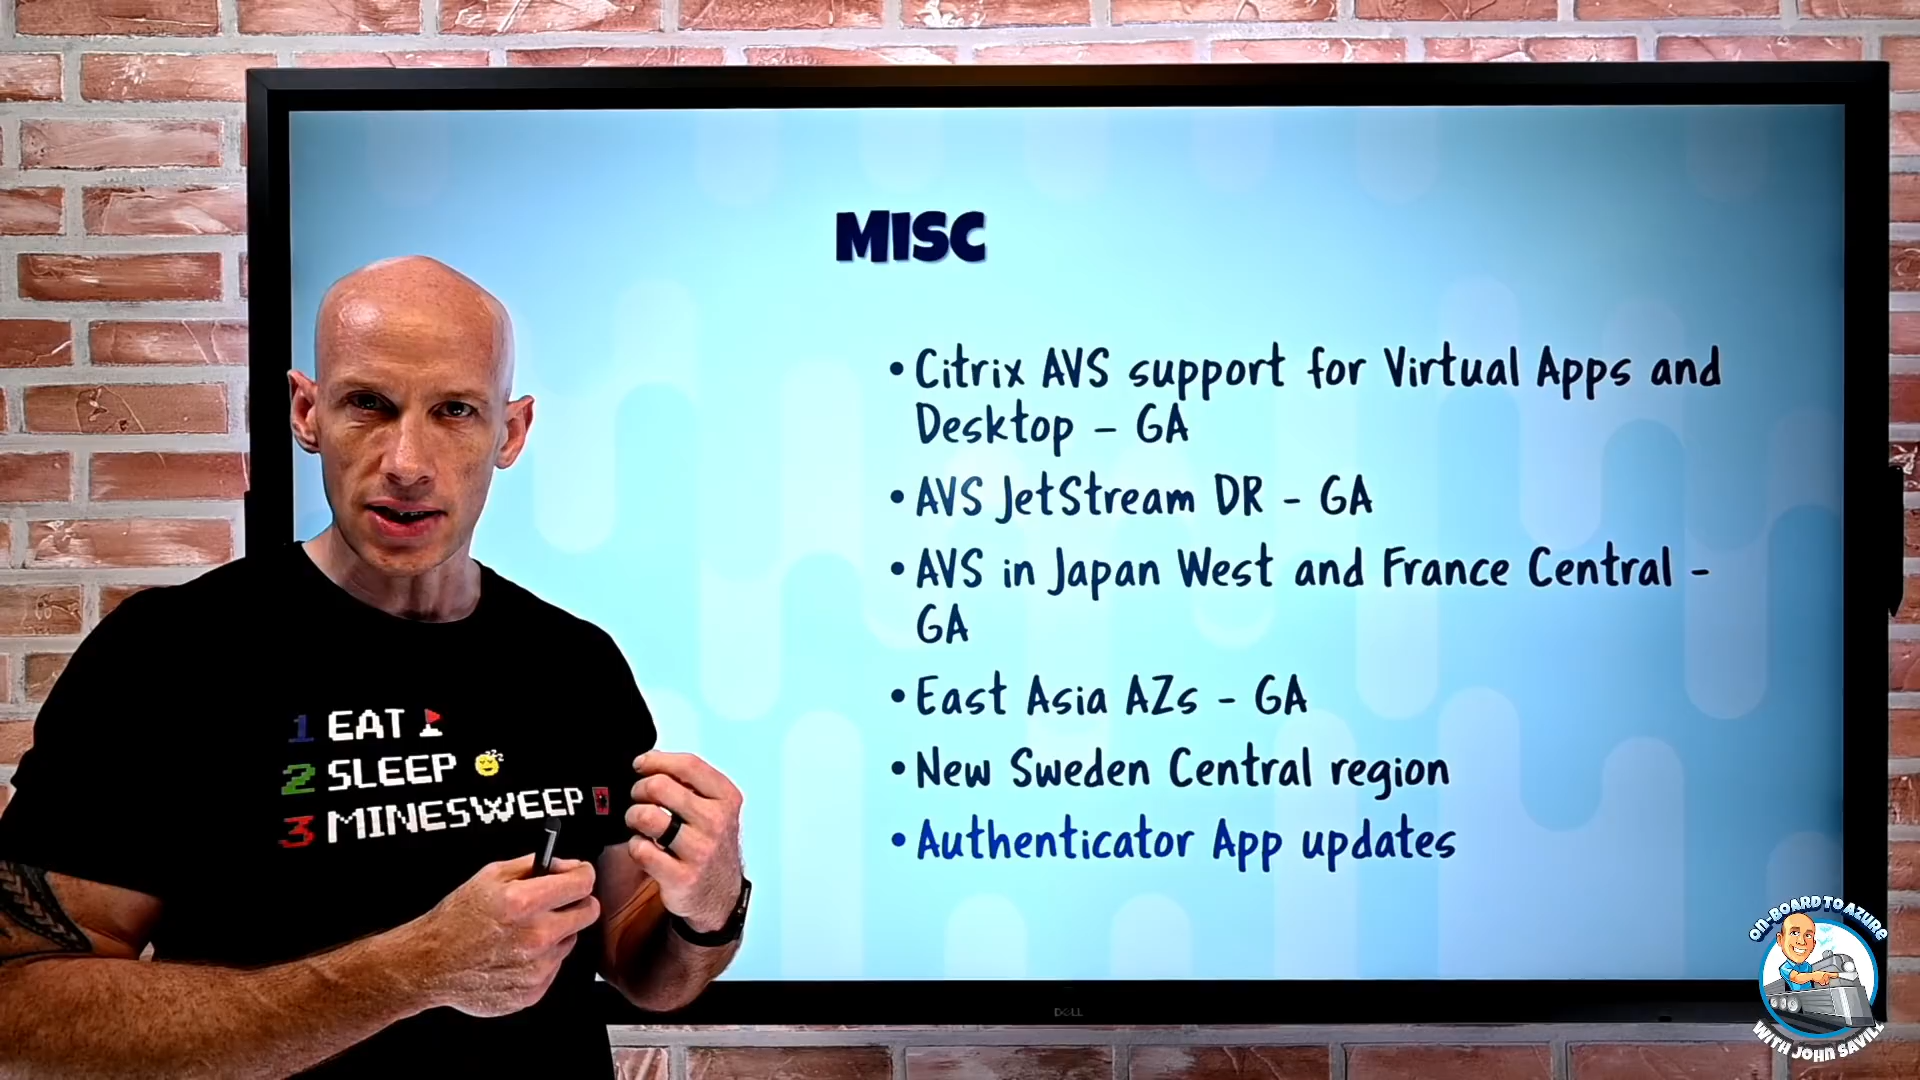 MISC
• Citrix AVS support for Virtual Apps and
Desktop – GA
• AVS JetStream DR - GA
• AVS in Japan West and France Central -
GA
• East Asia AZs - GA
• New Sweden Central region
• Authenticator App updates
1 EAT
2 SLEEP
3 MINESWEEP
DELL
ON-BOARD TO AZURE
WITH JOHN SAVILL